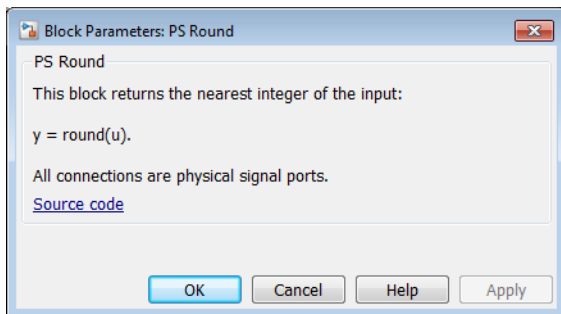 Block Parameters: PS Round
PS Round
This block returns the nearest integer of the input:
y = round(u).
All connections are physical signal ports.
Source code
OK Cancel Help Apply